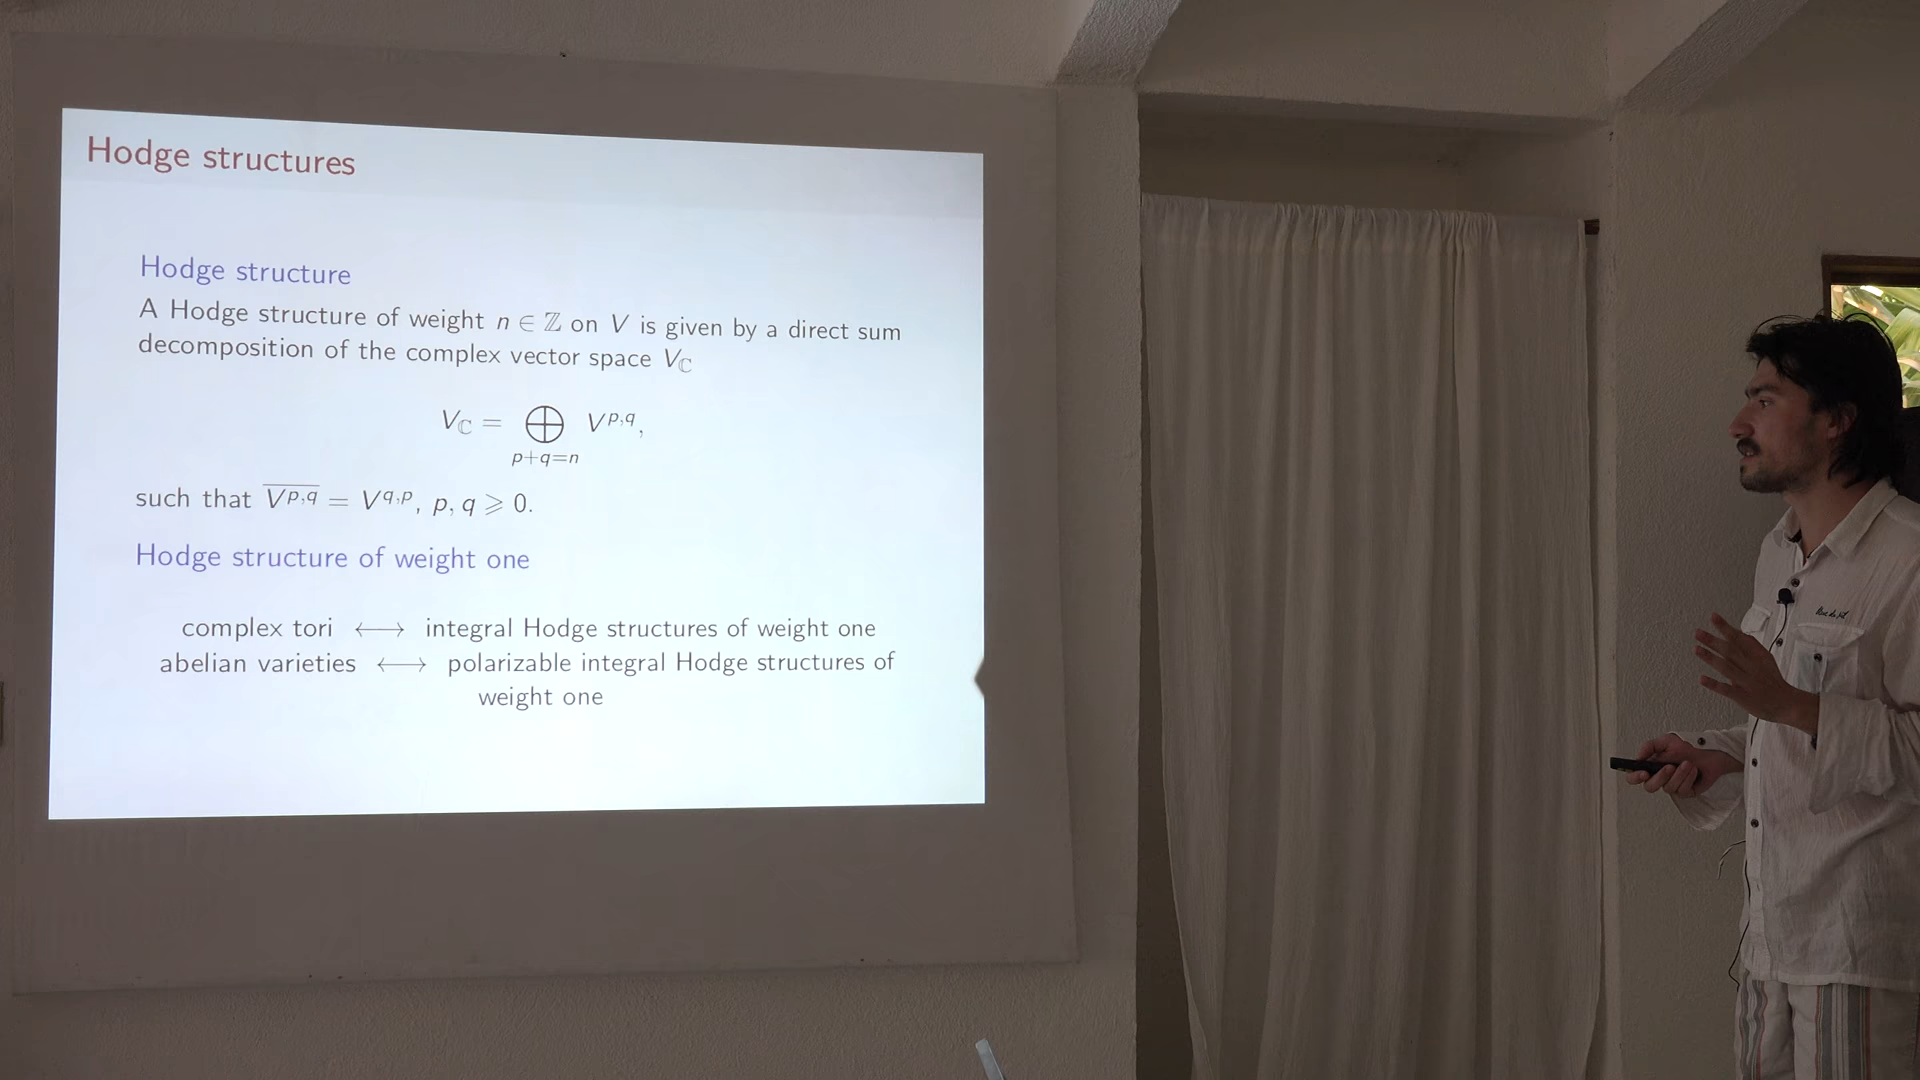 Hodge structures
Hodge structure
A Hodge structure of weight n ∈ ℤ on V is given by a direct sum
decomposition of the complex vector space V_ℂ
V_ℂ = ⊕ V^{p,q},
p+q=n
such that \overline{V^{p,q}} = V^{q,p}, p, q ⩾ 0.
Hodge structure of weight one
complex tori ⟷ integral Hodge structures of weight one
abelian varieties ⟷ polarizable integral Hodge structures of
weight one